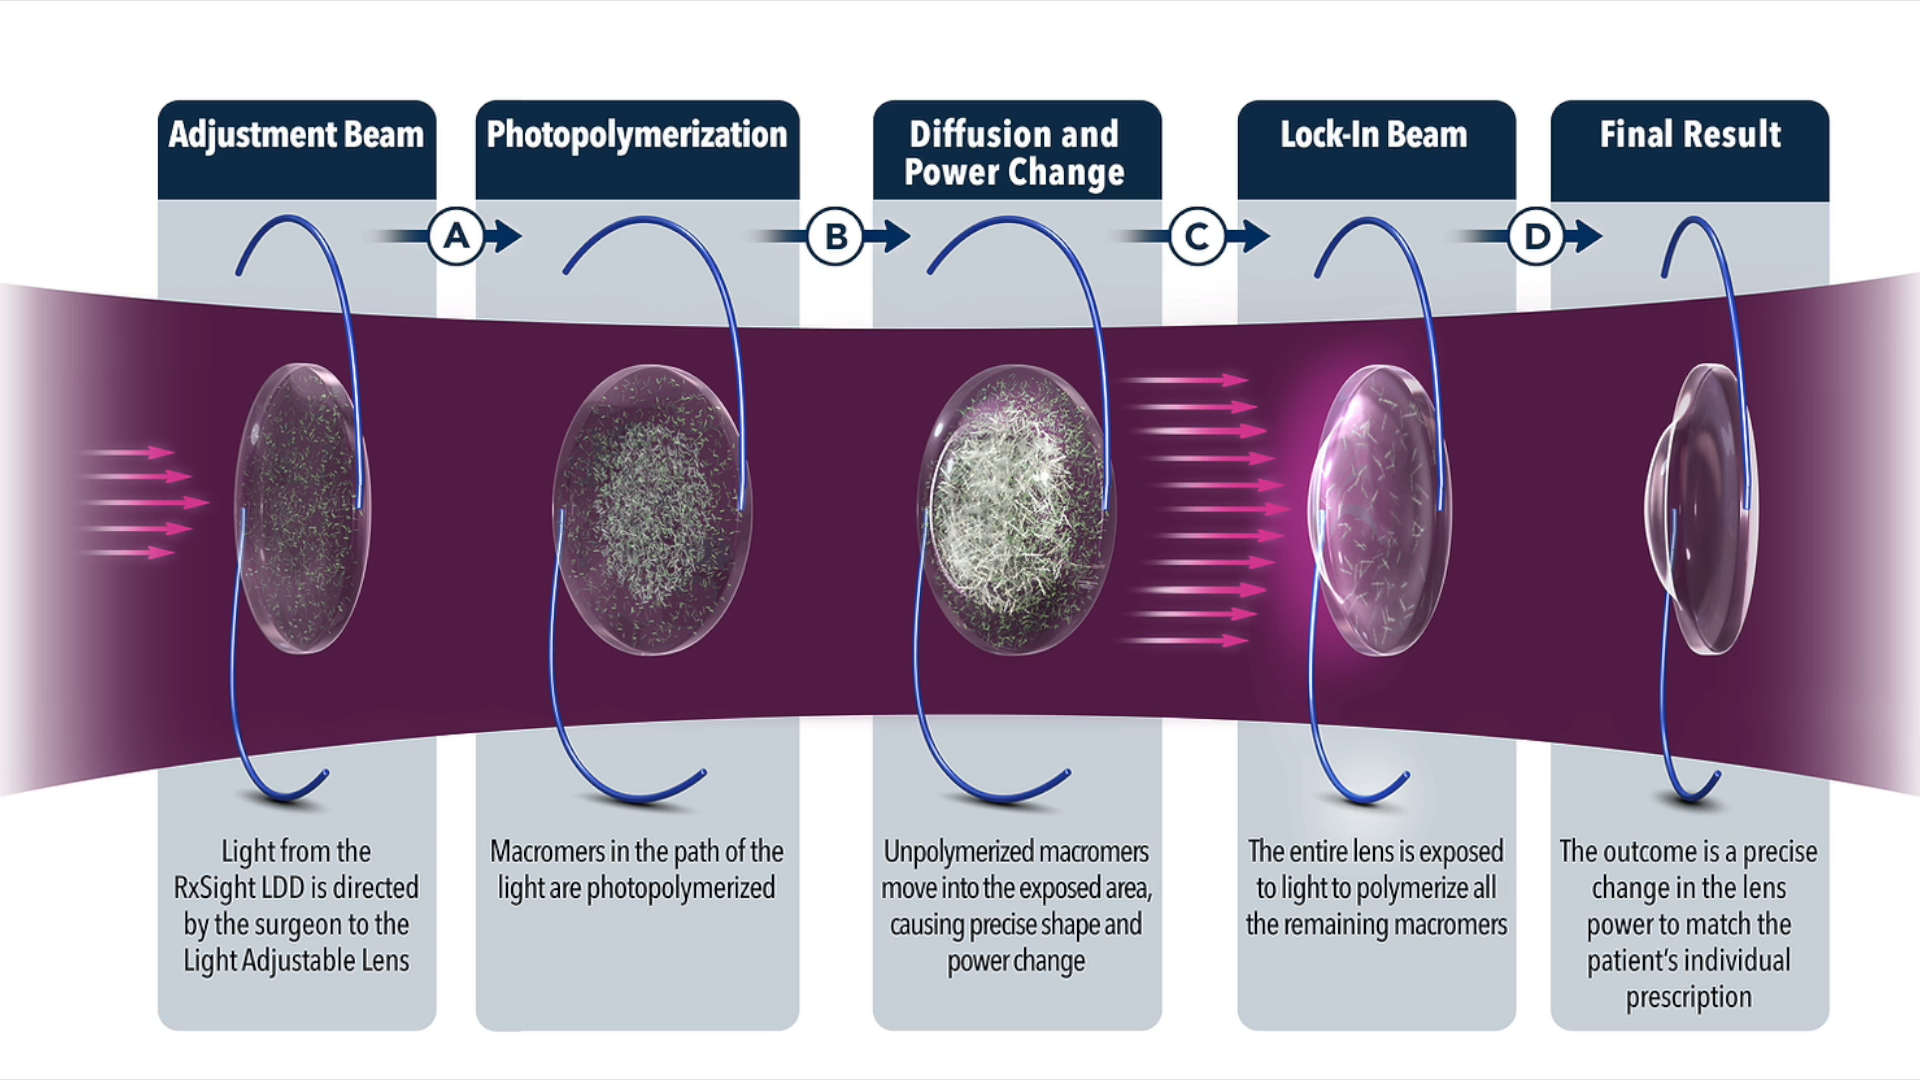 Adjustment Beam
Photopolymerization
Diffusion and
Power Change
Lock-In Beam
Final Result
A
B
C
D
Light from the
RxSight LDD is directed
by the surgeon to the
Light Adjustable Lens
Macromers in the path of the
light are photopolymerized
Unpolymerized macromers
move into the exposed area,
causing precise shape and
power change
The entire lens is exposed
to light to polymerize all
the remaining macromers
The outcome is a precise
change in the lens
power to match the
patient's individual
prescription